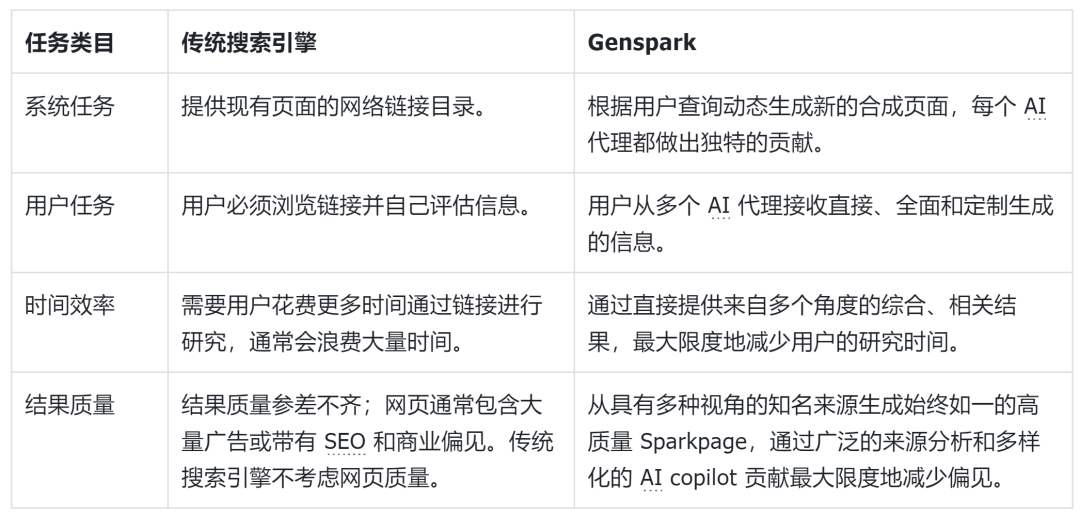 任务类目
传统搜索引擎
Genspark
系统任务
提供现有页面的网络链接目录。
根据用户查询动态生成新的合成页面，每个 AI
代理都做出独特的贡献。
用户任务
用户必须浏览链接并自己评估信息。
用户从多个 AI 代理接收直接、全面和定制生成
的信息。
时间效率
需要用户花费更多时间通过链接进行
研究，通常会浪费大量时间。
通过直接提供来自多个角度的综合、相关结
果，最大限度地减少用户的研究时间。
结果质量
结果质量参差不齐；网页通常包含大
量广告或带有 SEO 和商业偏见。传统
搜索引擎不考虑网页质量。
从具有多种视角的知名来源生成始终如一的高
质量 Sparkpage，通过广泛的来源分析和多样
化的 AI copilot 贡献最大限度地减少偏见。